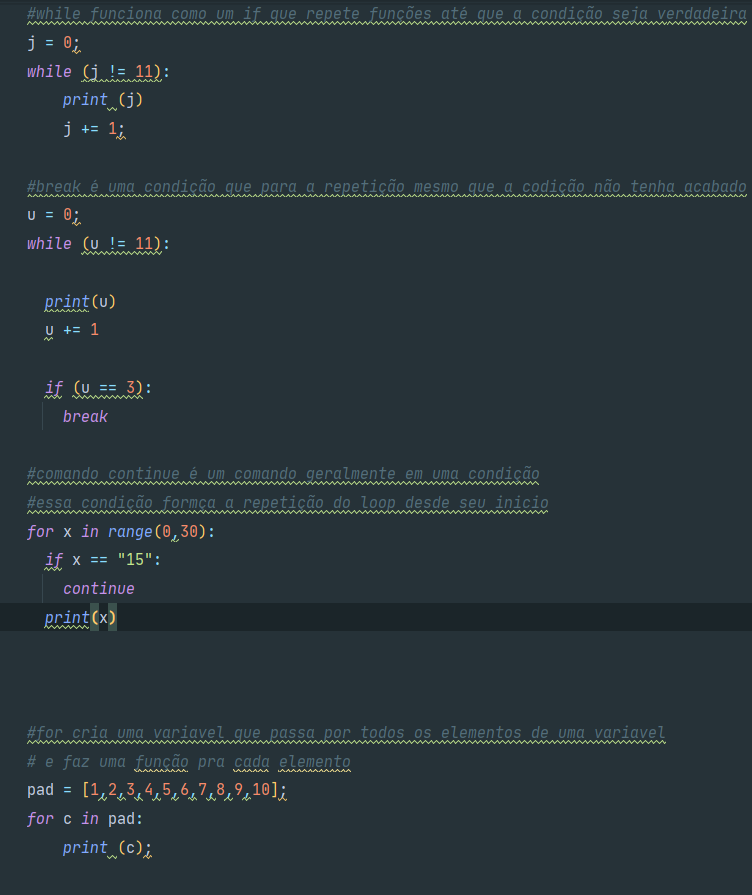 #while funciona como um if que repete funções até que a condição seja verdadeira
j = 0;
while (j != 11):
    print (j)
    j += 1;
#break é uma condição que para a repetição mesmo que a codição não tenha acabado
u = 0;
while (u != 11):
  print(u)
  u += 1
  if (u == 3):
    break
#comando continue é um comando geralmente em uma condição
#essa condição formça a repetição do loop desde seu inicio
for x in range(0,30):
  if x == "15":
    continue
  print(x)
#for cria uma variavel que passa por todos os elementos de uma variavel
# e faz uma função pra cada elemento
pad = [1,2,3,4,5,6,7,8,9,10];
for c in pad:
    print (c);